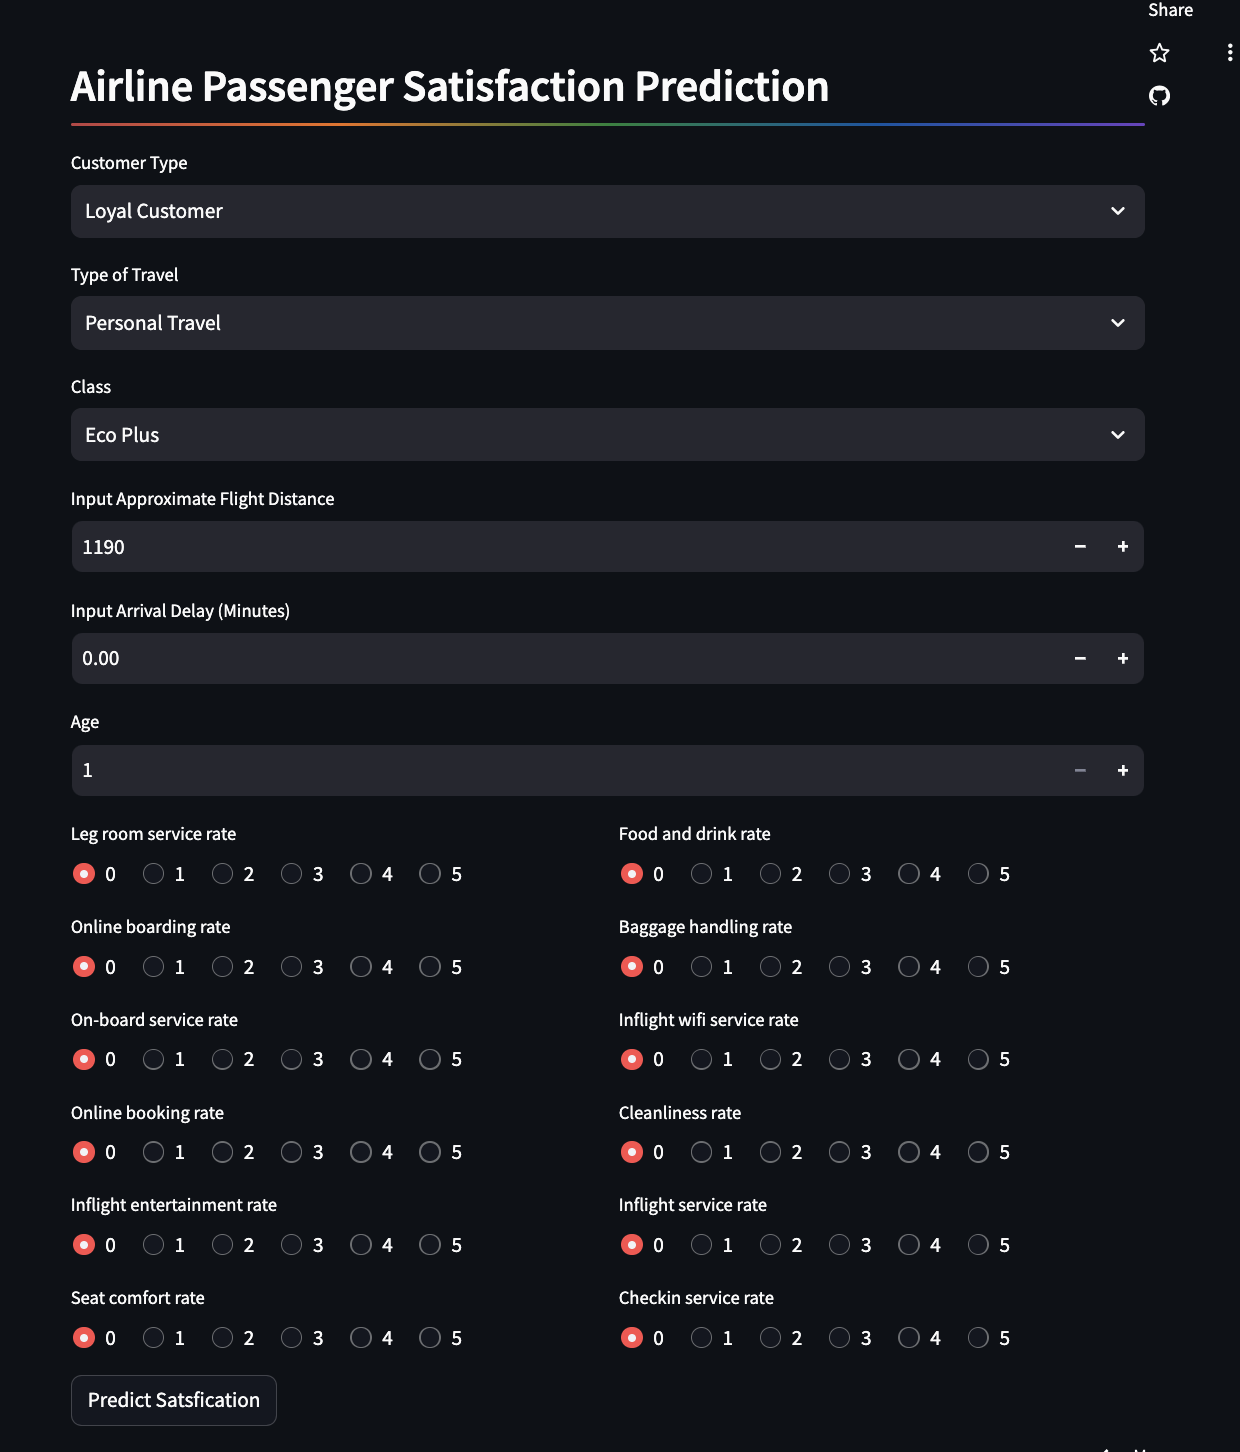 Share
Airline Passenger Satisfaction Prediction
Customer Type
Loyal Customer
Type of Travel
Personal Travel
Class
Eco Plus
Input Approximate Flight Distance
1190
Input Arrival Delay (Minutes)
0.00
Age
1
Leg room service rate
0 1 2 3 4 5
Food and drink rate
0 1 2 3 4 5
Online boarding rate
0 1 2 3 4 5
Baggage handling rate
0 1 2 3 4 5
On-board service rate
0 1 2 3 4 5
Inflight wifi service rate
0 1 2 3 4 5
Online booking rate
0 1 2 3 4 5
Cleanliness rate
0 1 2 3 4 5
Inflight entertainment rate
0 1 2 3 4 5
Inflight service rate
0 1 2 3 4 5
Seat comfort rate
0 1 2 3 4 5
Checkin service rate
0 1 2 3 4 5
Predict Satsfication